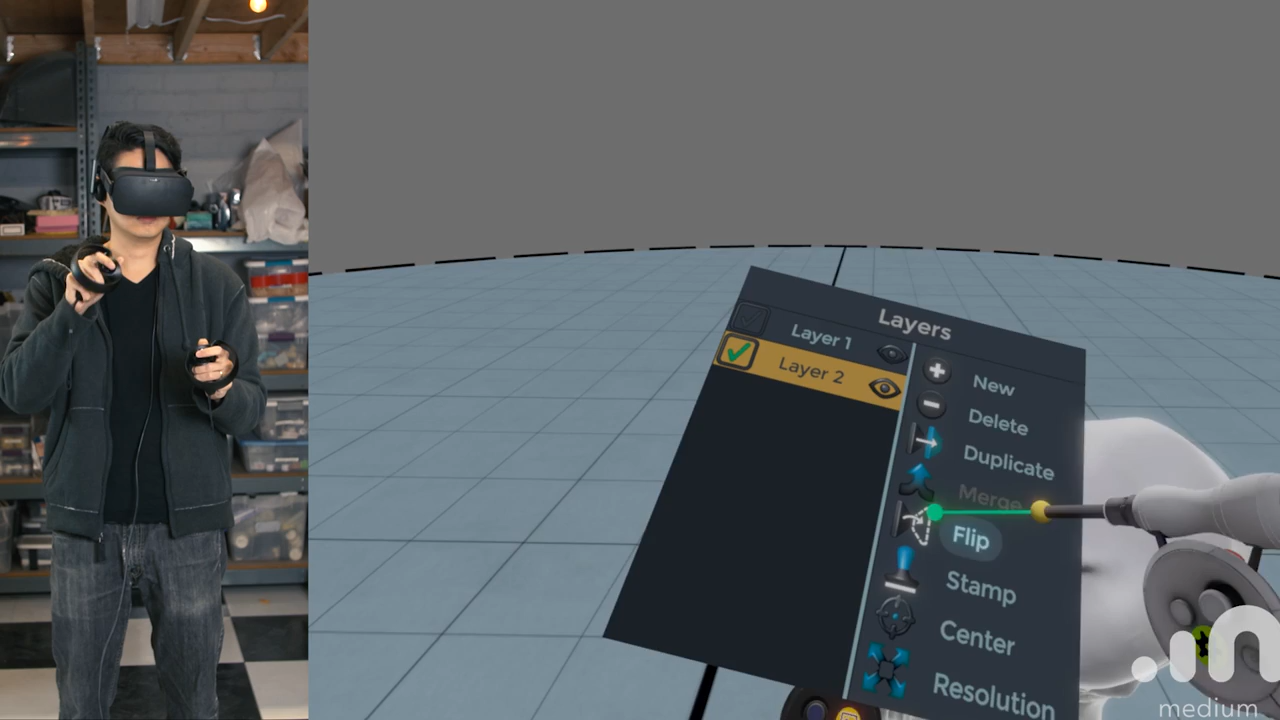 Layers
Layer 1
Layer 2
New
Delete
Duplicate
Merge
Flip
Stamp
Center
Resolution
medium